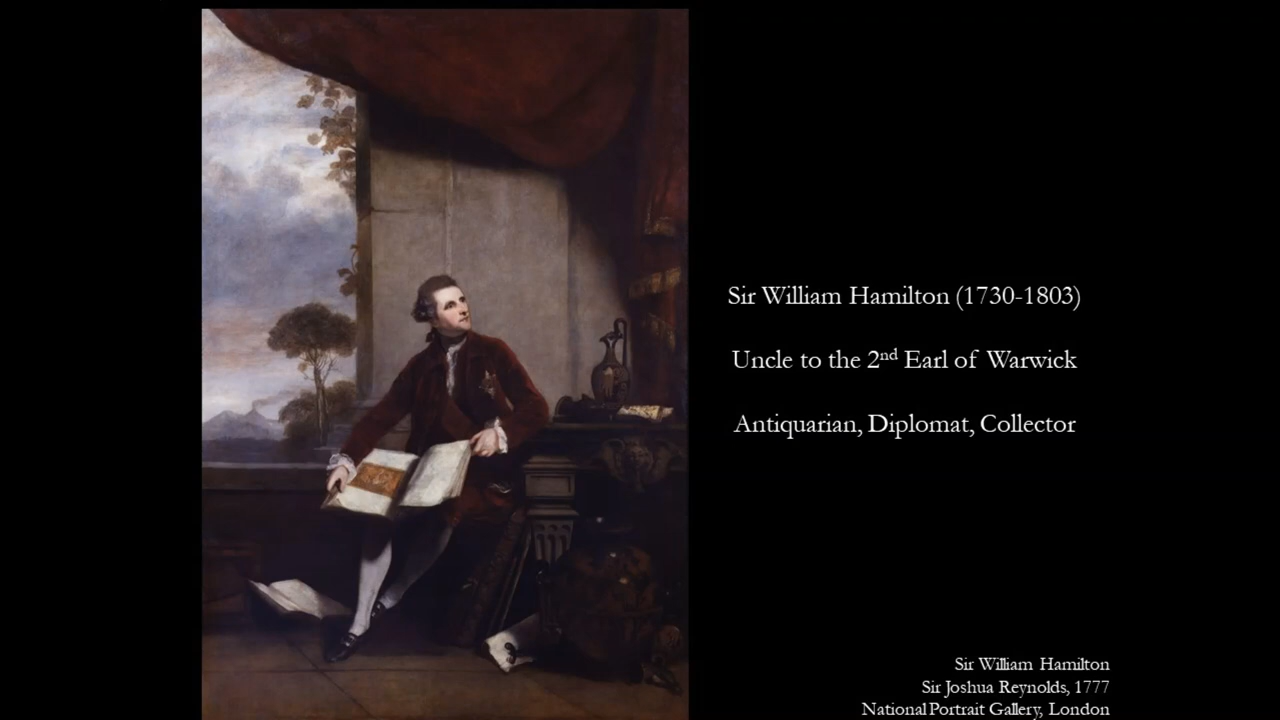 Sir William Hamilton (1730-1803)
Uncle to the 2nd Earl of Warwick
Antiquarian, Diplomat, Collector
Sir William Hamilton
Sir Joshua Reynolds, 1777
National Portrait Gallery, London